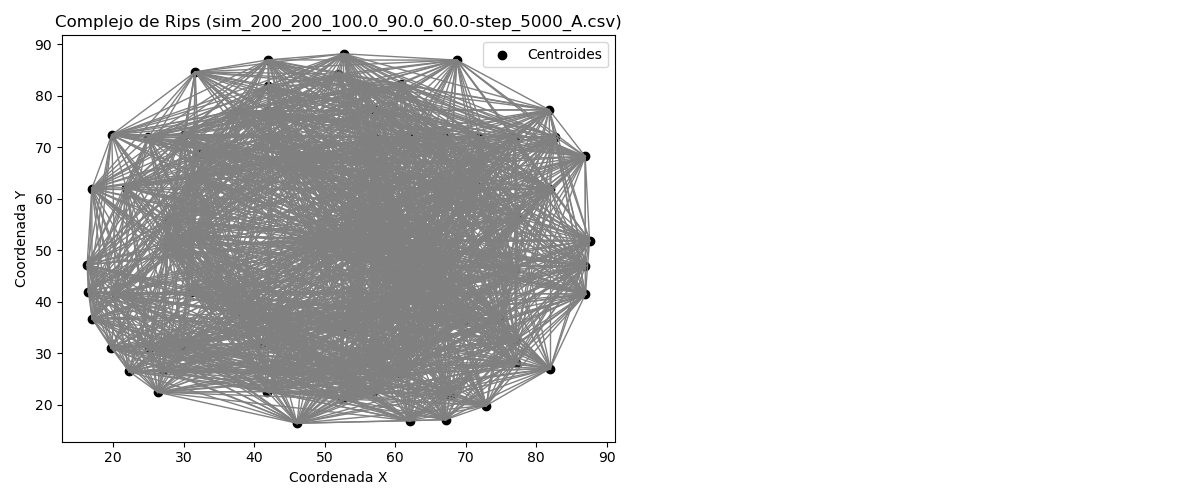 Complejo de Rips (sim_200_200_100.0_90.0_60.0-step_5000_A.csv)
Centroides
90
80
70
60
50
40
30
20
Coordenada Y
20 30 40 50 60 70 80 90
Coordenada X